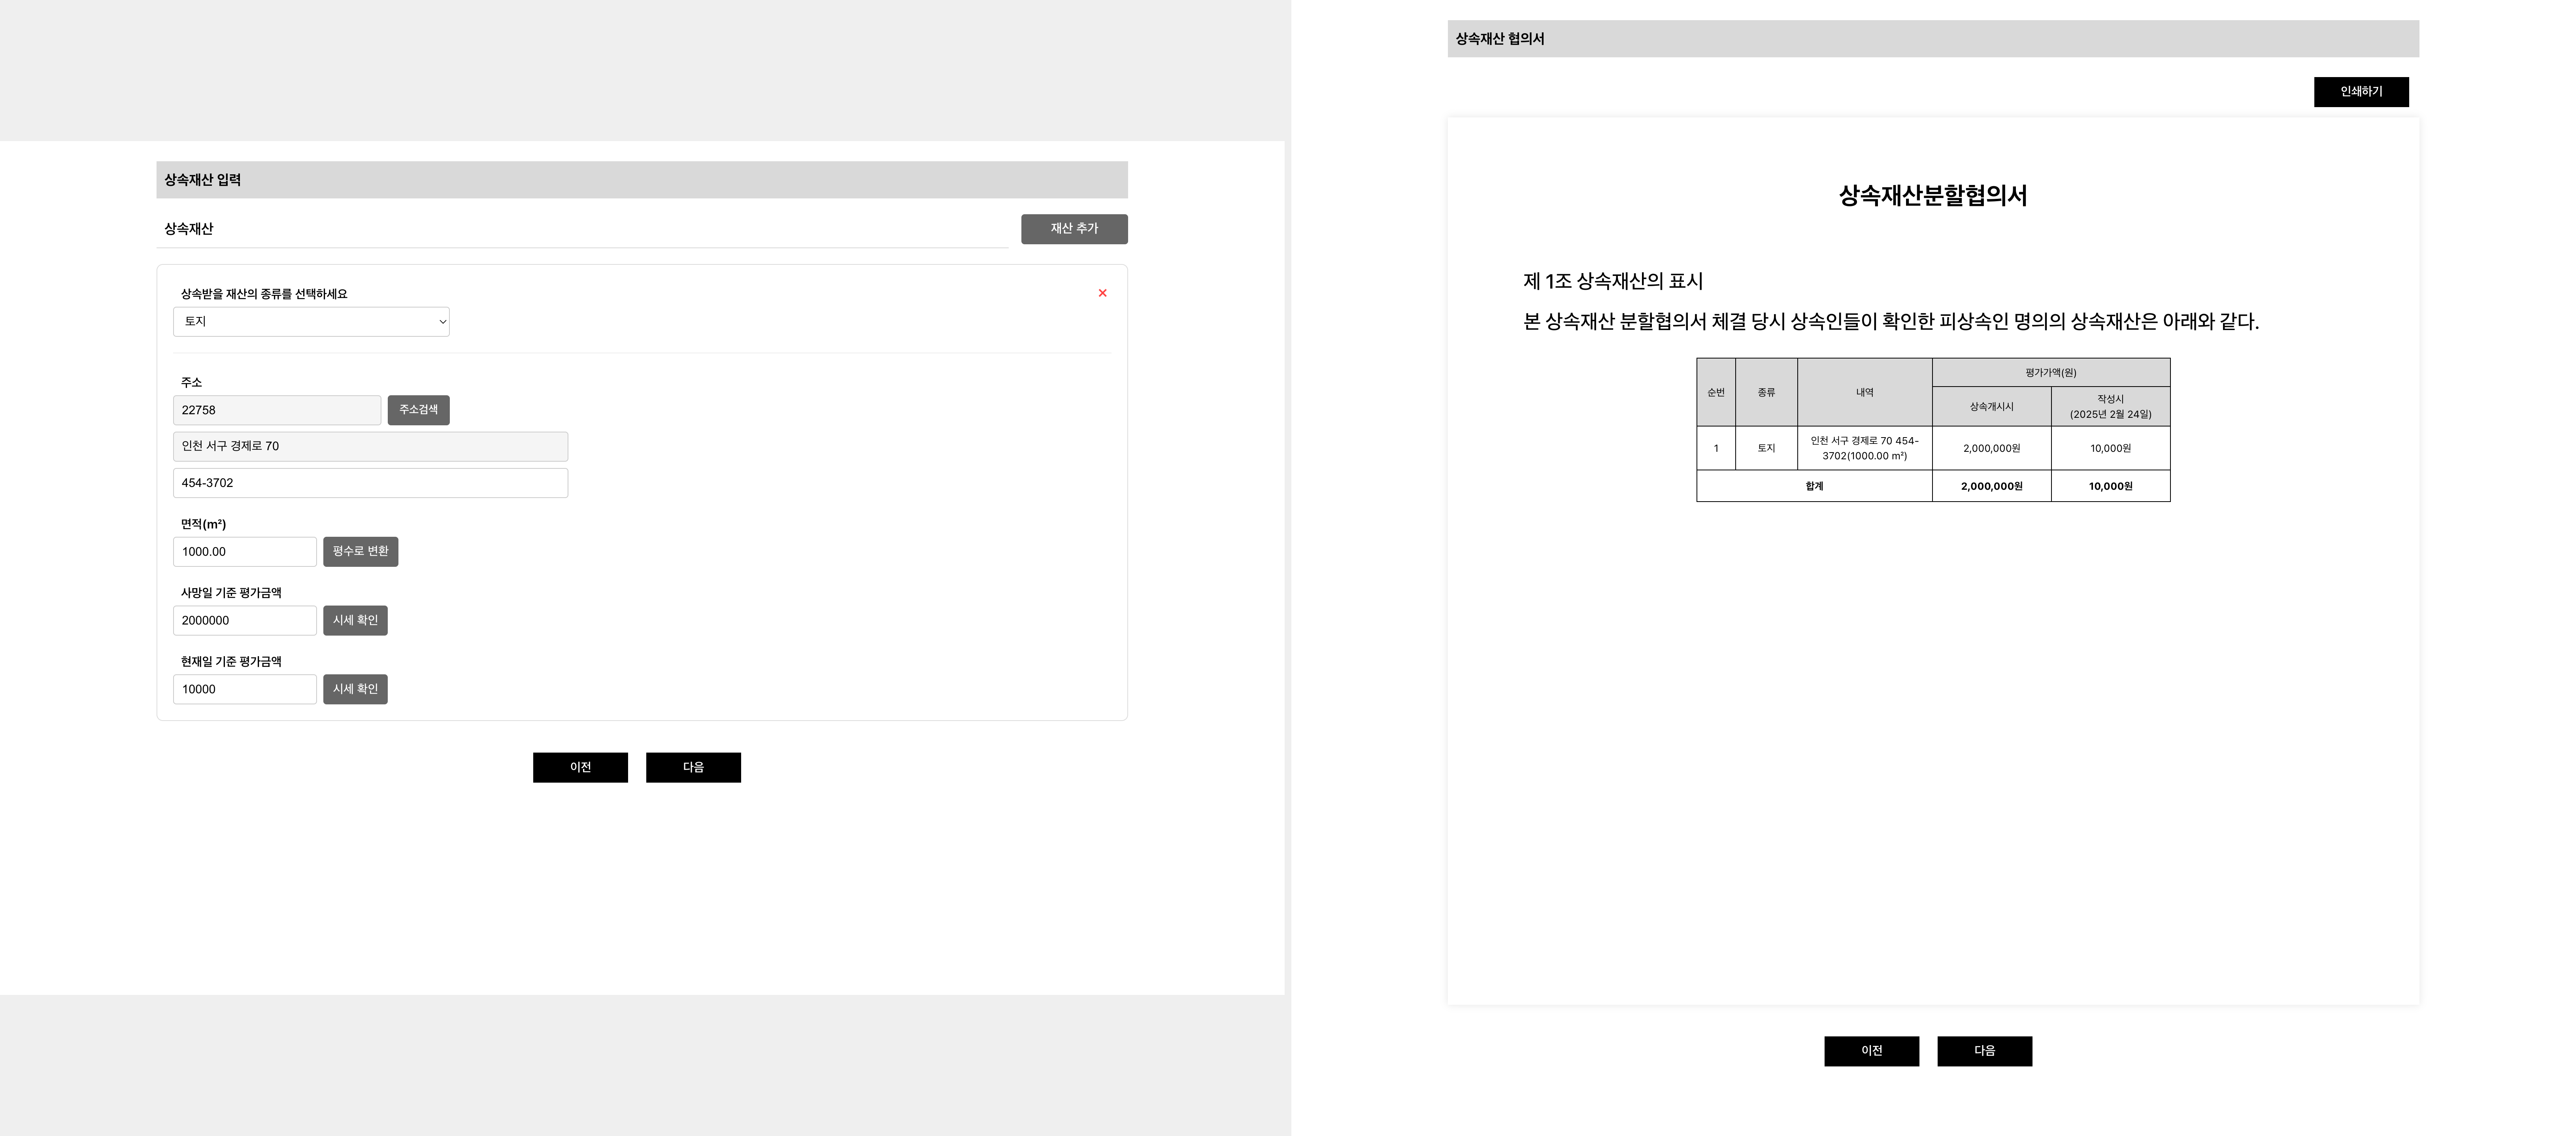 상속재산 입력
상속재산
재산 추가
상속받을 재산의 종류를 선택하세요
토지
주소
22758
주소검색
인천 서구 경제로 70
454-3702
면적(m²)
1000.00
평수로 변환
사망일 기준 평가금액
2000000
시세 확인
현재일 기준 평가금액
10000
시세 확인
이전
다음
상속재산 협의서
인쇄하기
상속재산분할협의서
제 1조 상속재산의 표시
본 상속재산 분할협의서 체결 당시 상속인들이 확인한 피상속인 명의의 상속재산은 아래와 같다.
순번 종류 내역 평가가액(원)
상속개시시 작성시
(2025년 2월 24일)
1 토지 인천 서구 경제로 70 454-
3702(1000.00 m²) 2,000,000원 10,000원
합계 2,000,000원 10,000원
이전
다음